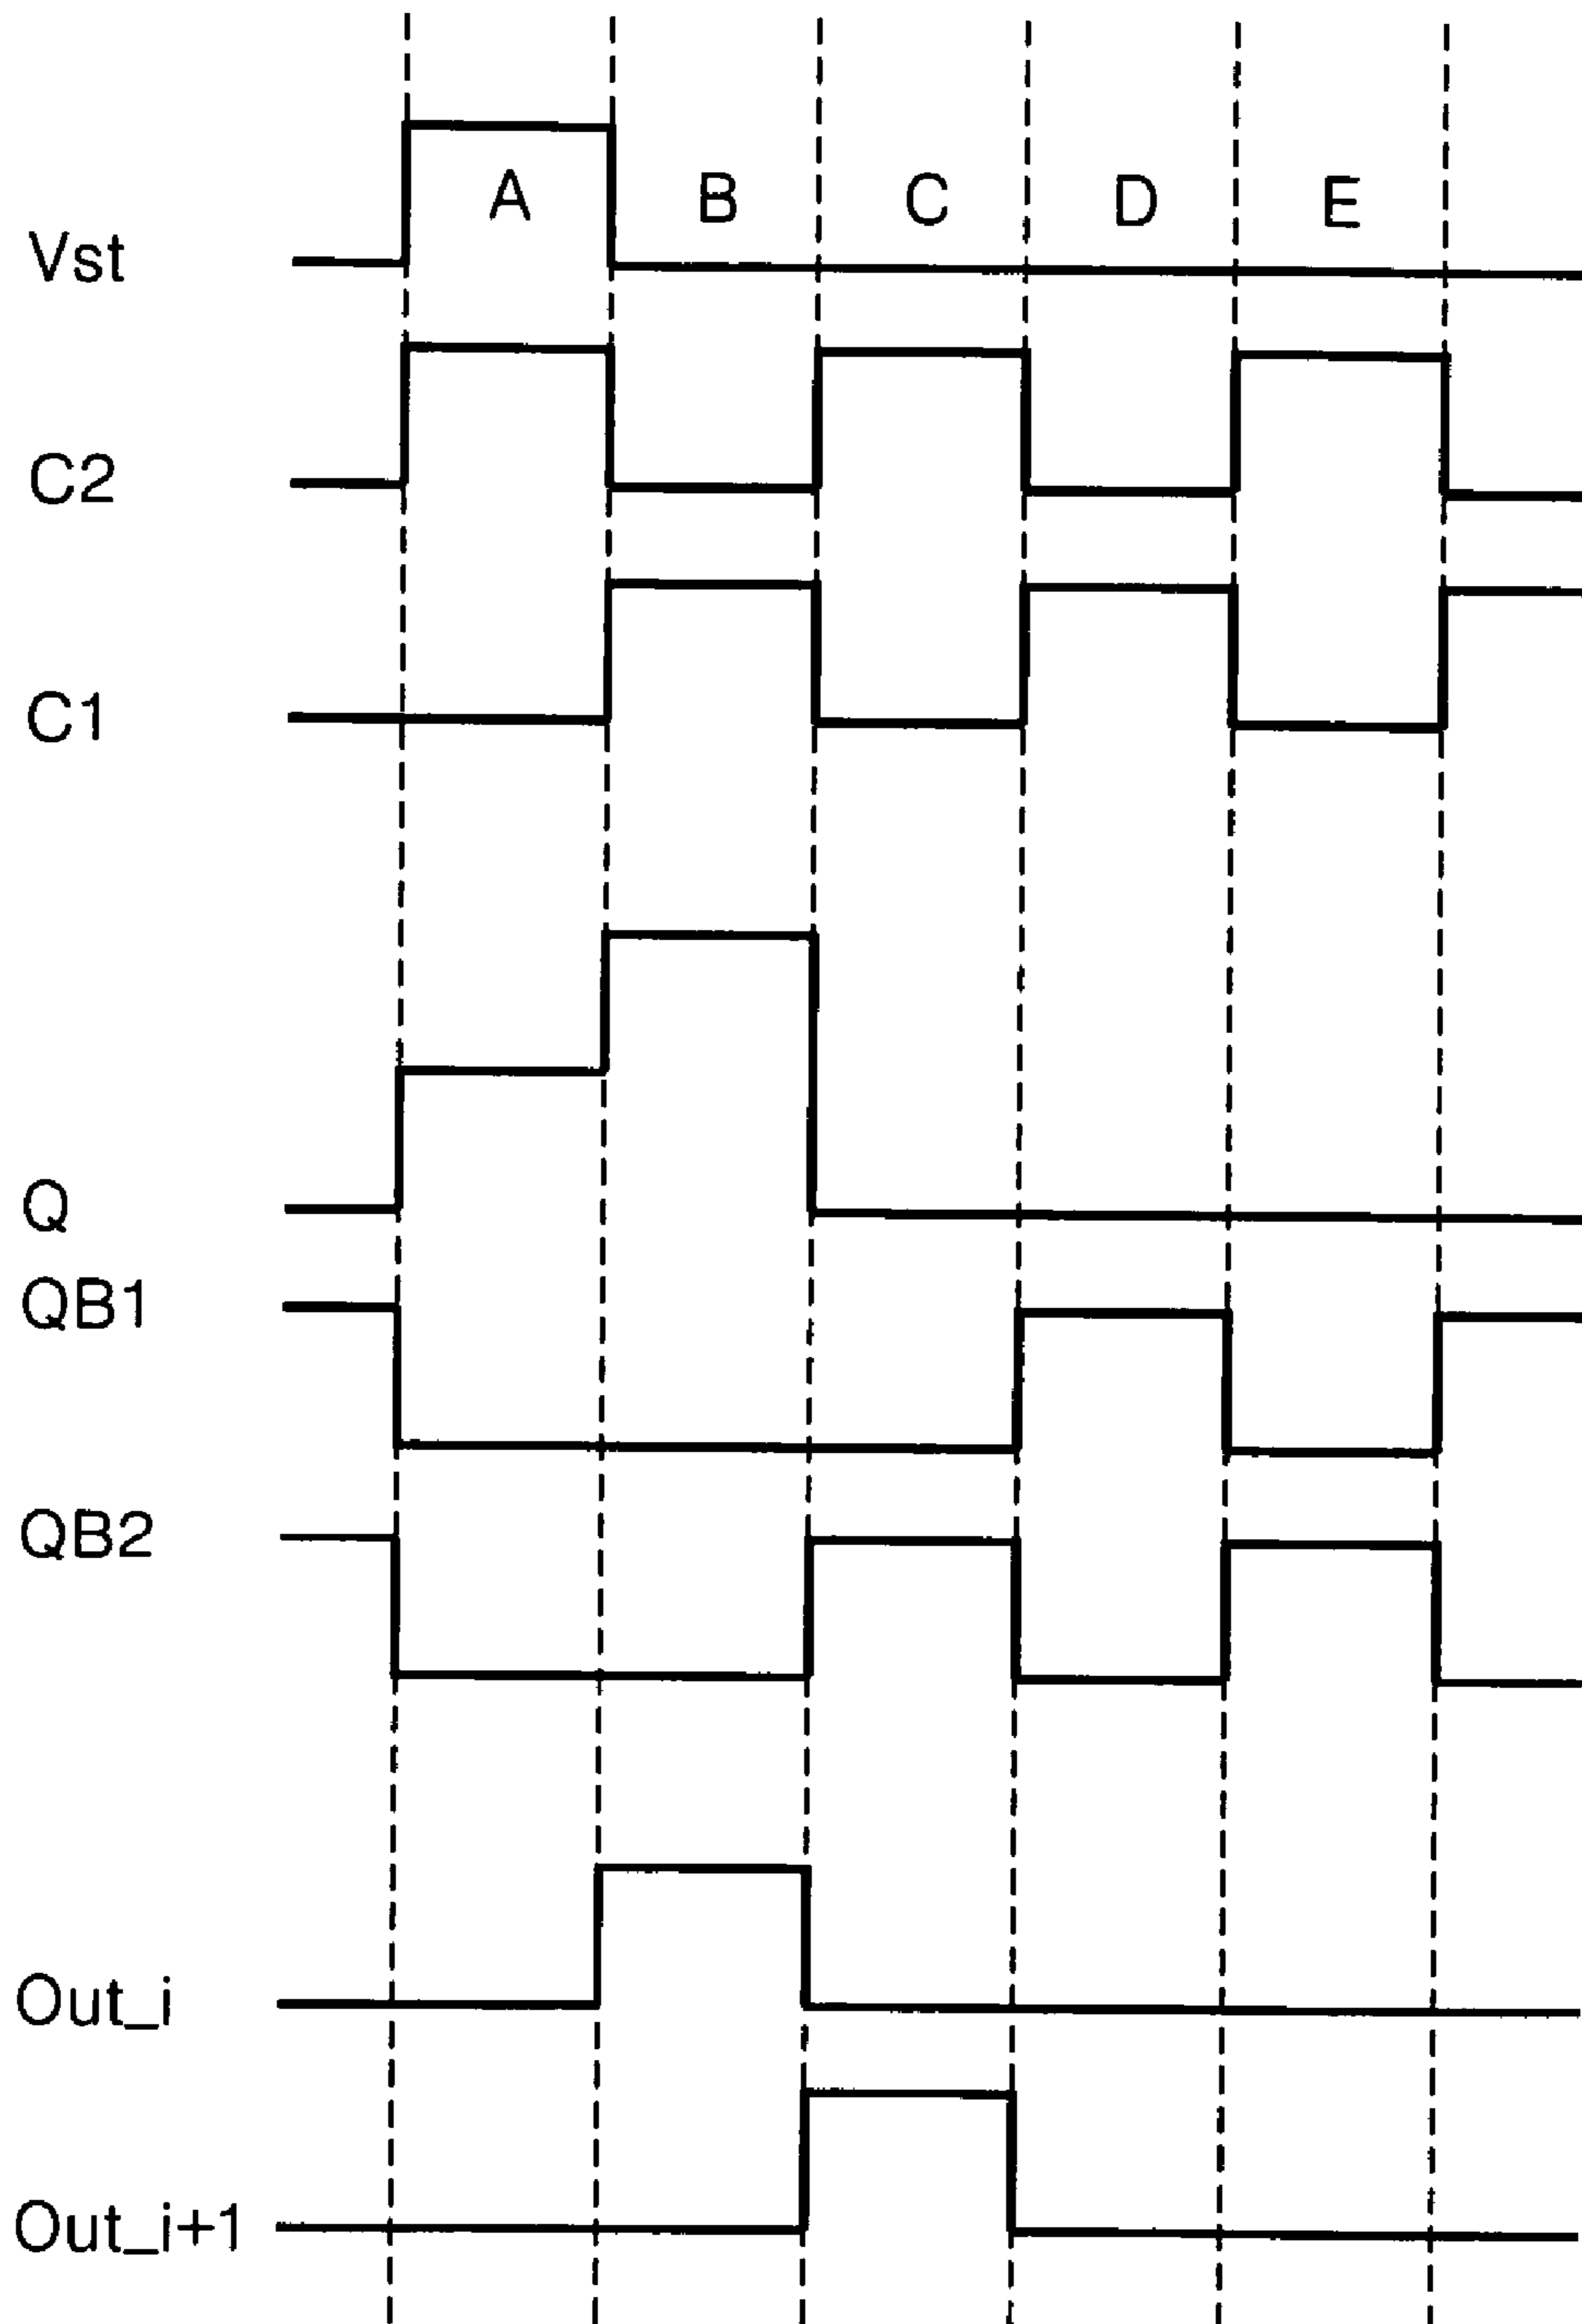 A B C D E
Vst
C2
C1
Q
QB1
QB2
Out_i
Out_i+1